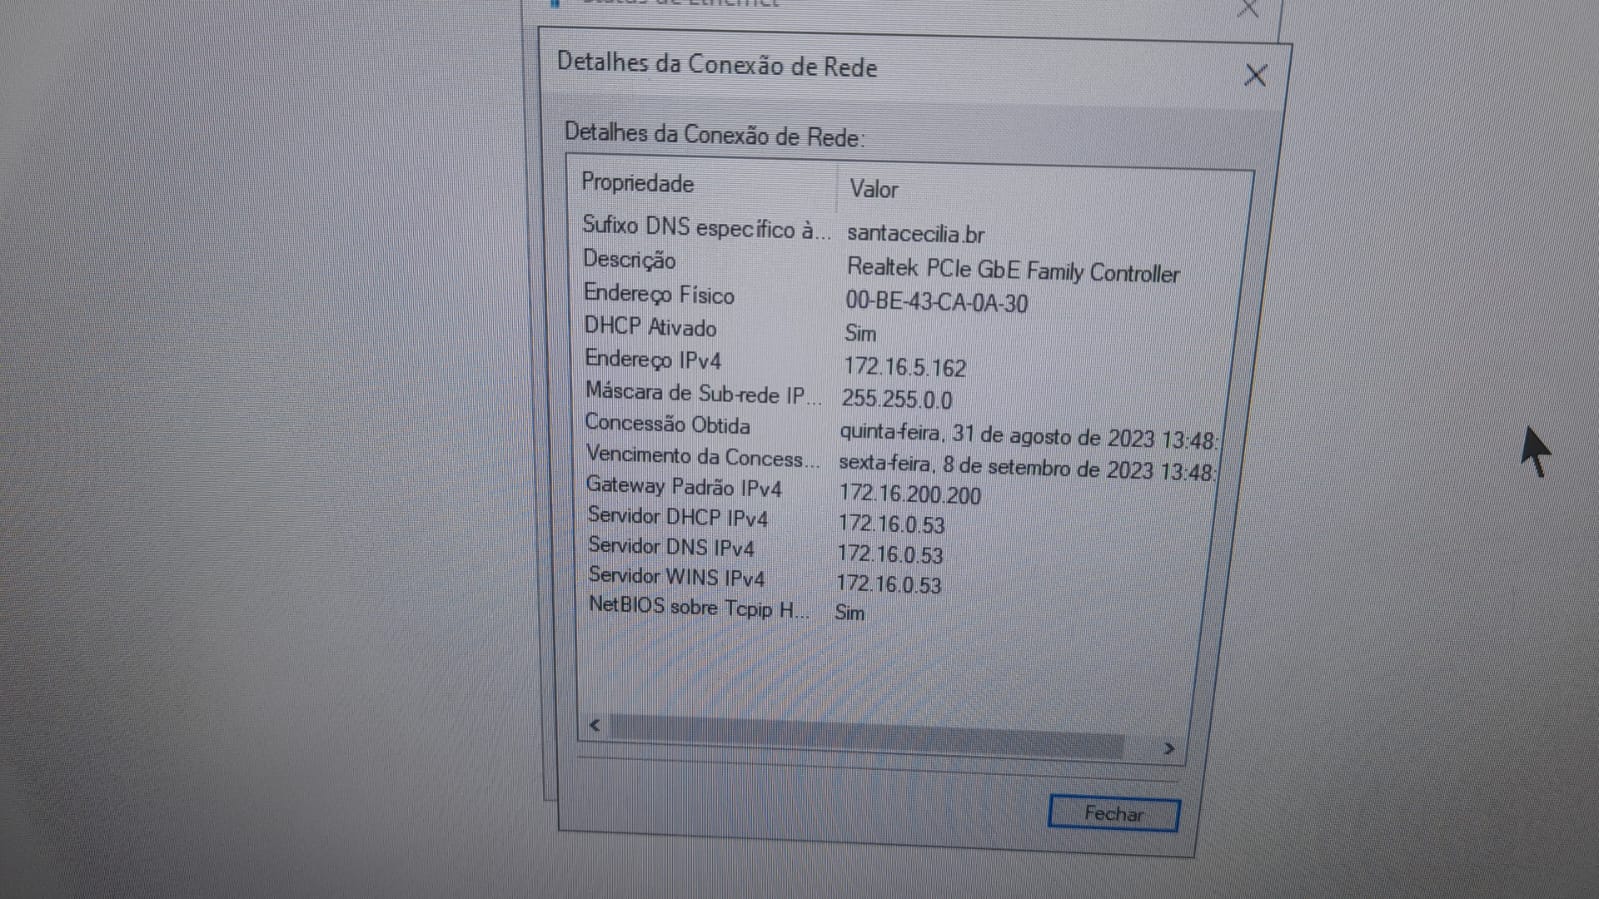 Status de Ethernet
Detalhes da Conexão de Rede
Detalhes da Conexão de Rede:
Propriedade Valor
Sufixo DNS específico à... santacecilia.br
Descrição Realtek PCIe GbE Family Controller
Endereço Físico 00-BE-43-CA-0A-30
DHCP Ativado Sim
Endereço IPv4 172.16.5.162
Máscara de Sub-rede IP... 255.255.0.0
Concessão Obtida quinta-feira, 31 de agosto de 2023 13:48:
Vencimento da Concess... sexta-feira, 8 de setembro de 2023 13:48:
Gateway Padrão IPv4 172.16.200.200
Servidor DHCP IPv4 172.16.0.53
Servidor DNS IPv4 172.16.0.53
Servidor WINS IPv4 172.16.0.53
NetBIOS sobre Tcpip H... Sim
Fechar